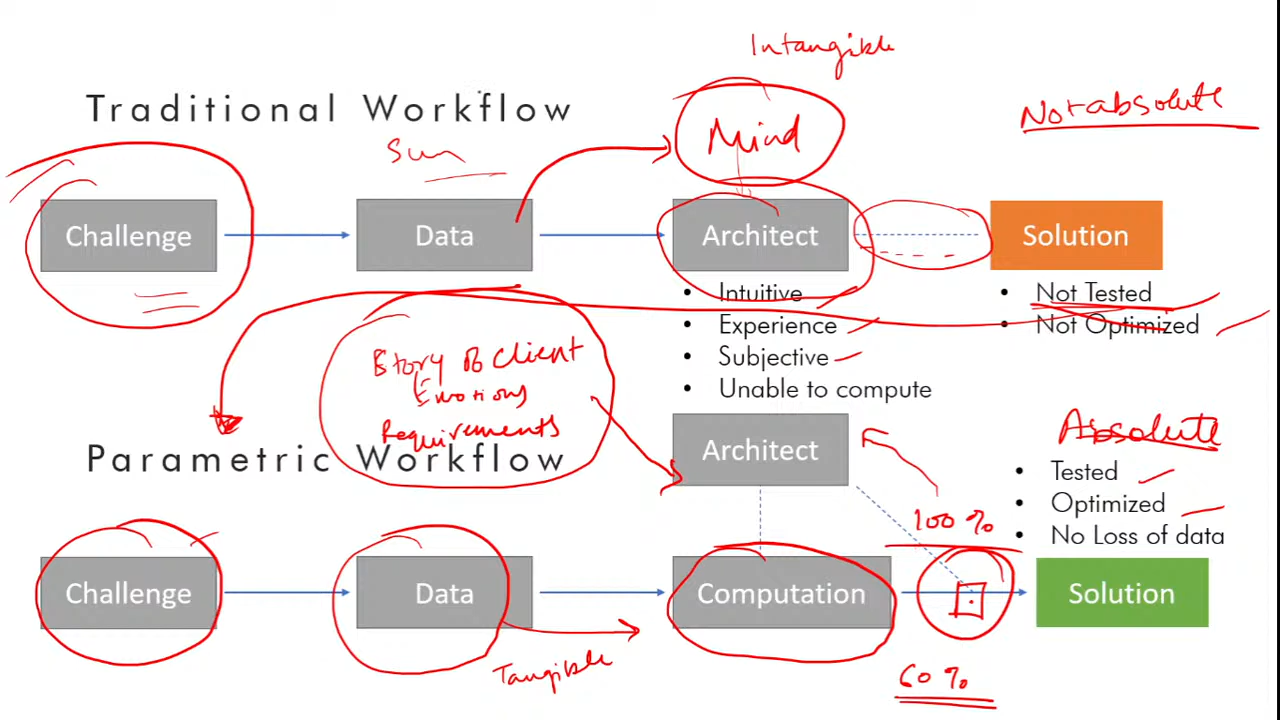 Intangible
Not absolute
Traditional Workflow
Mind
Sun
Challenge
Data
Architect
Solution
• Intuitive
• Experience
• Subjective
• Unable to compute
• Not Tested
• Not Optimized
Story of Client
Emotions
Requirements
Parametric Workflow
Architect
Absolute
• Tested
• Optimized
• No Loss of data
100 %
Challenge
Data
Computation
Solution
Tangible
60 %